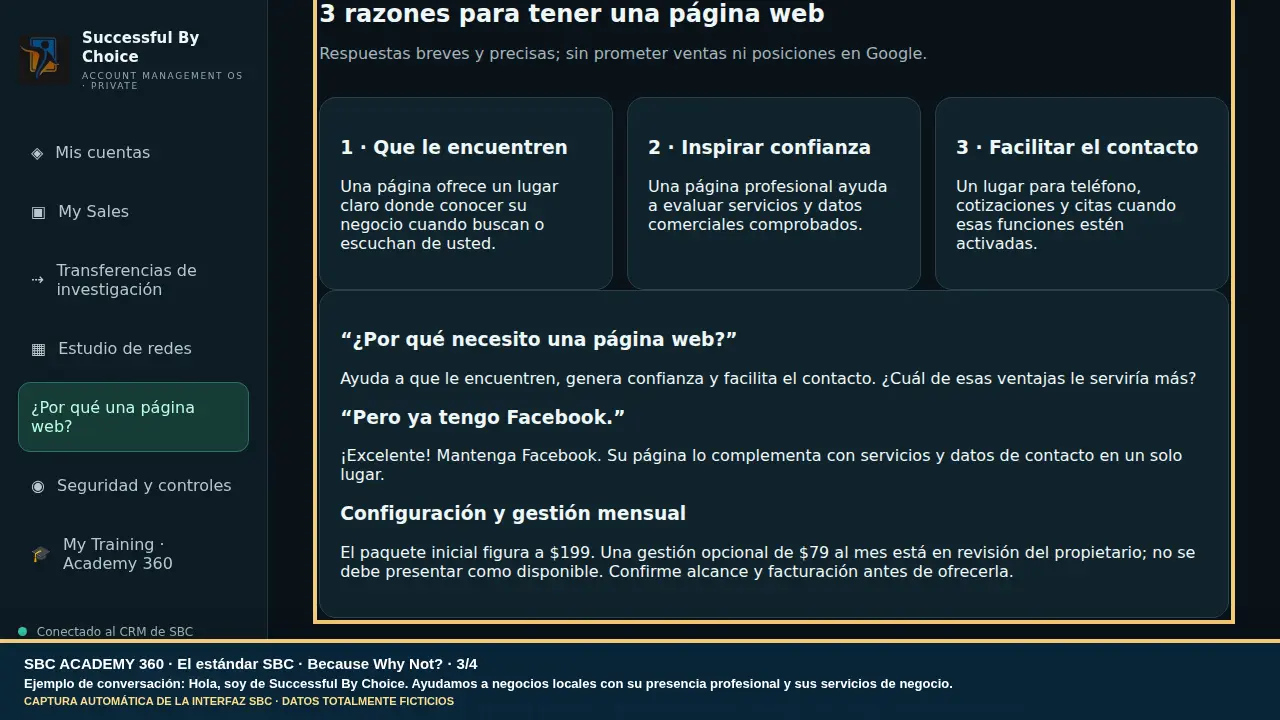 Successful By
Choice
ACCOUNT MANAGEMENT OS
· PRIVATE
Mis cuentas
My Sales
Transferencias de
investigación
Estudio de redes
¿Por qué una página
web?
Seguridad y controles
My Training ·
Academy 360
Conectado al CRM de SBC
3 razones para tener una página web
Respuestas breves y precisas; sin prometer ventas ni posiciones en Google.
1 · Que le encuentren
Una página ofrece un lugar
claro donde conocer su
negocio cuando buscan o
escuchan de usted.
2 · Inspirar confianza
Una página profesional ayuda
a evaluar servicios y datos
comerciales comprobados.
3 · Facilitar el contacto
Un lugar para teléfono,
cotizaciones y citas cuando
esas funciones estén
activadas.
“¿Por qué necesito una página web?”
Ayuda a que le encuentren, genera confianza y facilita el contacto. ¿Cuál de esas ventajas le serviría más?
“Pero ya tengo Facebook.”
¡Excelente! Mantenga Facebook. Su página lo complementa con servicios y datos de contacto en un solo
lugar.
Configuración y gestión mensual
El paquete inicial figura a $199. Una gestión opcional de $79 al mes está en revisión del propietario; no se
debe presentar como disponible. Confirme alcance y facturación antes de ofrecerla.
SBC ACADEMY 360 · El estándar SBC · Because Why Not? · 3/4
Ejemplo de conversación: Hola, soy de Successful By Choice. Ayudamos a negocios locales con su presencia profesional y sus servicios de negocio.
CAPTURA AUTOMÁTICA DE LA INTERFAZ SBC · DATOS TOTALMENTE FICTICIOS